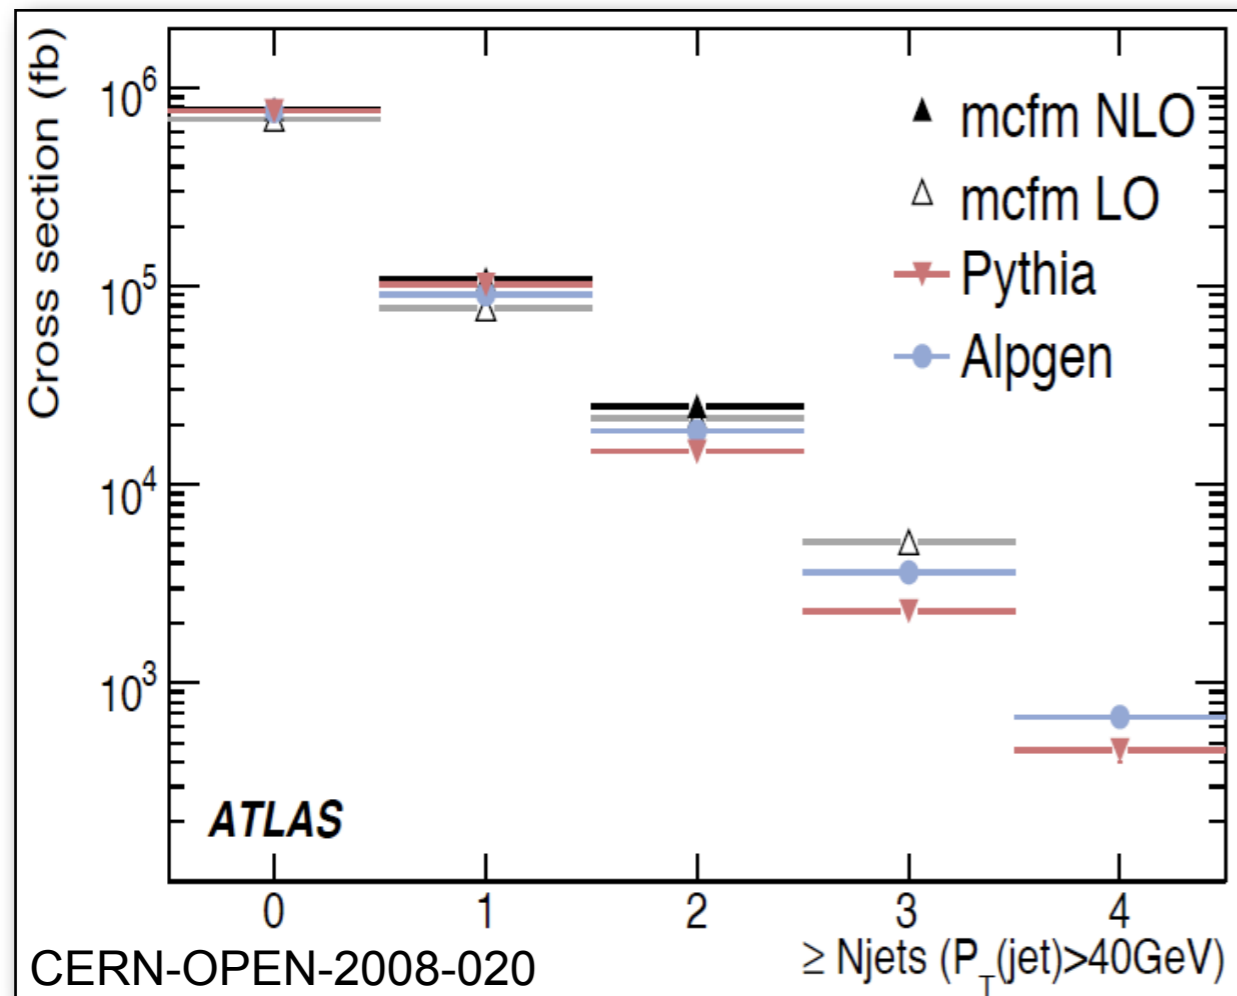 Cross section (fb)
10^6
10^5
10^4
10^3
mcfm NLO
mcfm LO
Pythia
Alpgen
ATLAS
0 1 2 3 4
≥ Njets (P_T(jet)>40GeV)
CERN-OPEN-2008-020